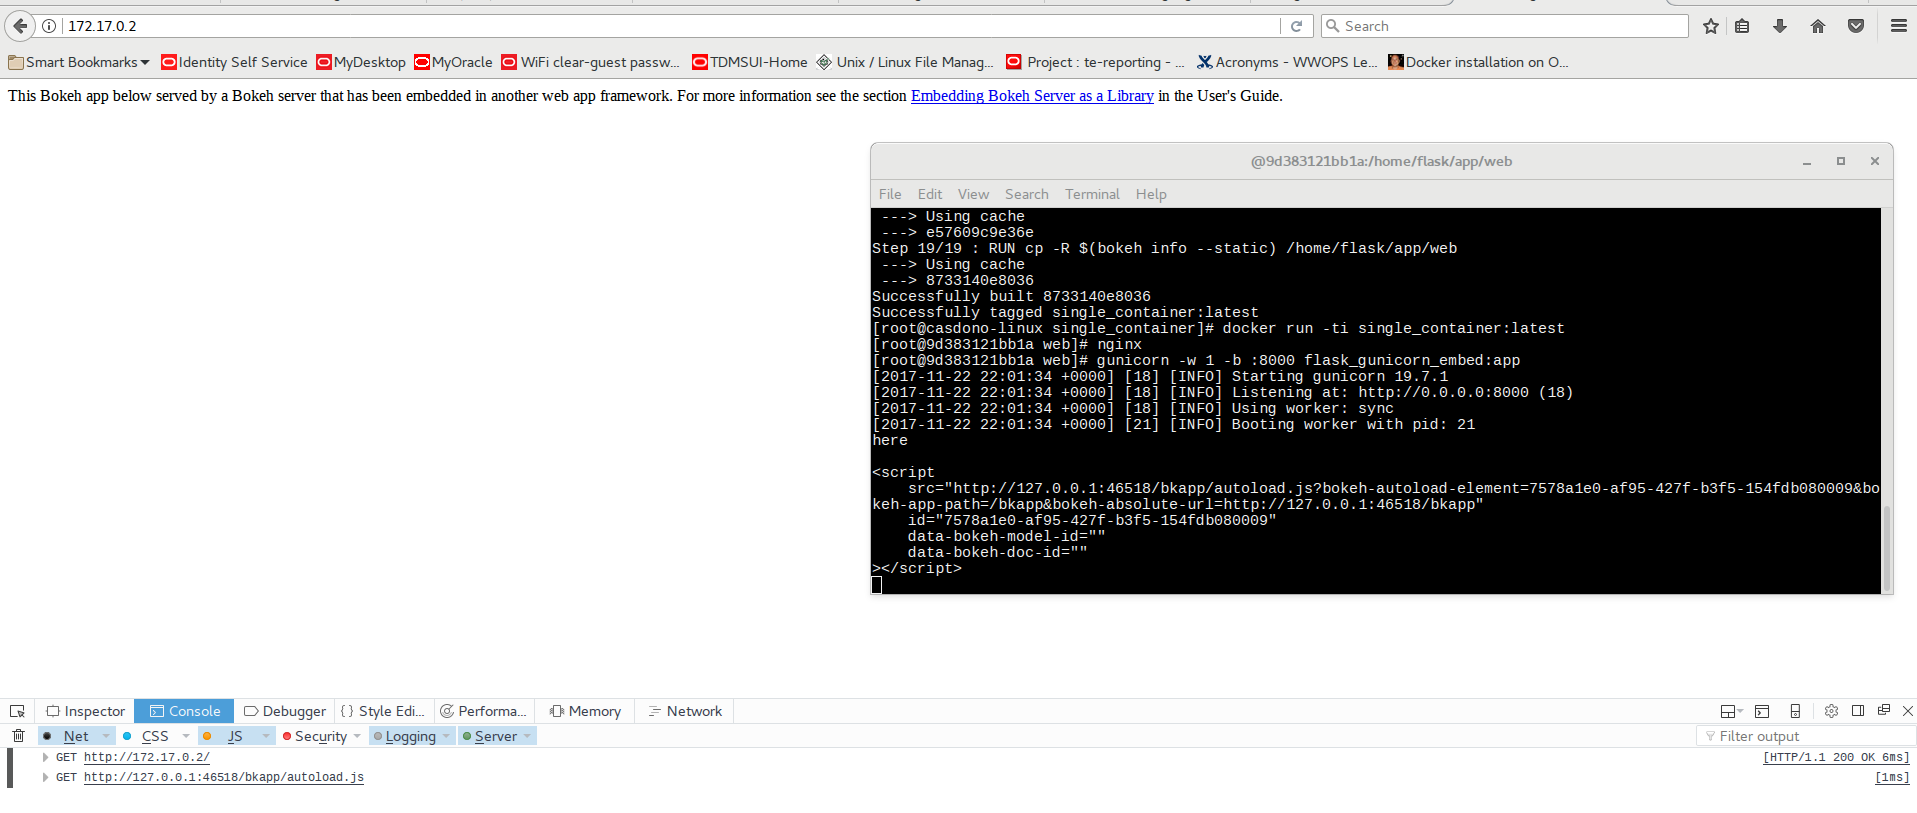 172.17.0.2
Search
Smart Bookmarks Identity Self Service MyDesktop MyOracle WiFi clear-guest passw... TDMSUI-Home Unix / Linux File Manag... Project : te-reporting - ... Acronyms - WWOPS Le... Docker installation on O...
This Bokeh app below served by a Bokeh server that has been embedded in another web app framework. For more information see the section Embedding Bokeh Server as a Library in the User's Guide.
@9d383121bb1a:/home/flask/app/web
File Edit View Search Terminal Help
---> Using cache
---> e57609c9e36e
Step 19/19 : RUN cp -R $(bokeh info --static) /home/flask/app/web
---> Using cache
---> 8733140e8036
Successfully built 8733140e8036
Successfully tagged single_container:latest
[root@casdono-linux single_container]# docker run -ti single_container:latest
[root@9d383121bb1a web]# nginx
[root@9d383121bb1a web]# gunicorn -w 1 -b :8000 flask_gunicorn_embed:app
[2017-11-22 22:01:34 +0000] [18] [INFO] Starting gunicorn 19.7.1
[2017-11-22 22:01:34 +0000] [18] [INFO] Listening at: http://0.0.0.0:8000 (18)
[2017-11-22 22:01:34 +0000] [18] [INFO] Using worker: sync
[2017-11-22 22:01:34 +0000] [21] [INFO] Booting worker with pid: 21
here
<script
src="http://127.0.0.1:46518/bkapp/autoload.js?bokeh-autoload-element=7578a1e0-af95-427f-b3f5-154fdb080009&bo
keh-app-path=/bkapp&bokeh-absolute-url=http://127.0.0.1:46518/bkapp"
id="7578a1e0-af95-427f-b3f5-154fdb080009"
data-bokeh-model-id=""
data-bokeh-doc-id=""
></script>
Inspector Console Debugger Style Edi... Performa... Memory Network
Net CSS JS Security Logging Server Filter output
GET http://172.17.0.2/ [HTTP/1.1 200 OK 6ms]
GET http://127.0.0.1:46518/bkapp/autoload.js [1ms]